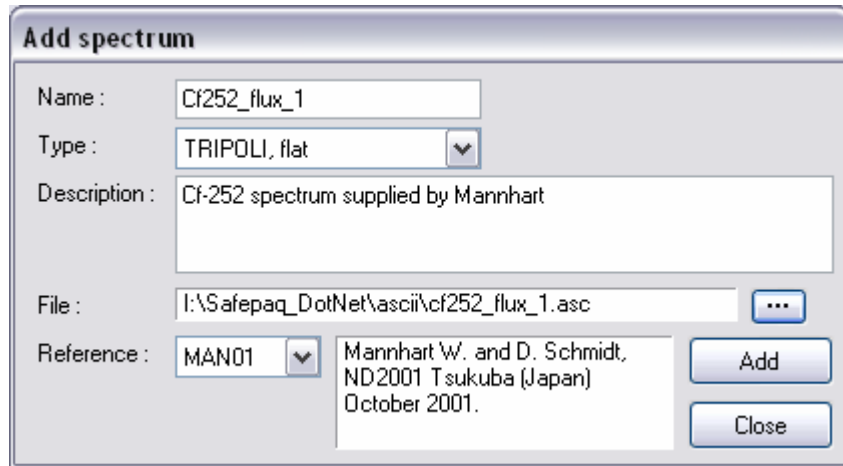 Add spectrum
Name : Cf252_flux_1
Type : TRIPOLI, flat
Description : Cf-252 spectrum supplied by Mannhart
File : I:\Safepaq_DotNet\ascii\cf252_flux_1.asc ...
Reference : MAN01
Mannhart W. and D. Schmidt,
ND2001 Tsukuba (Japan)
October 2001.
Add
Close